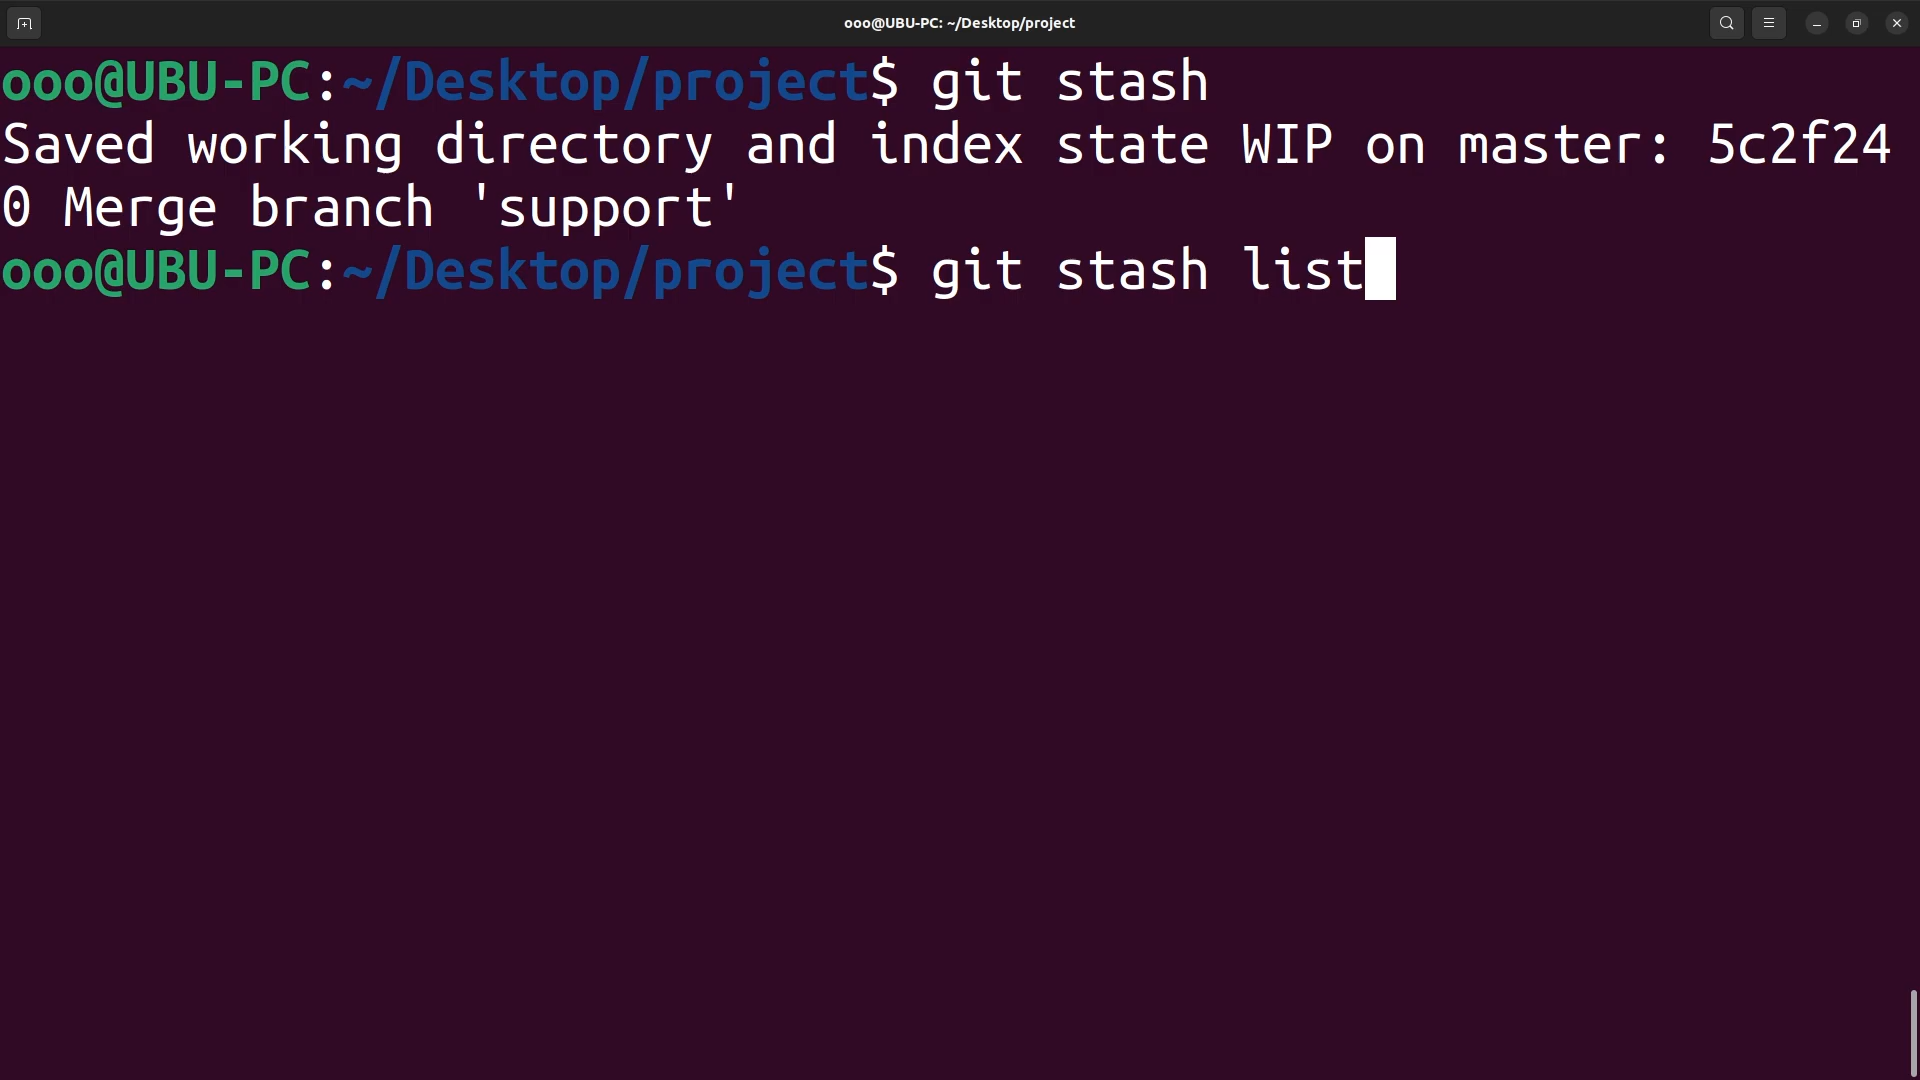 ooo@UBU-PC: ~/Desktop/project
ooo@UBU-PC:~/Desktop/project$ git stash
Saved working directory and index state WIP on master: 5c2f24
0 Merge branch 'support'
ooo@UBU-PC:~/Desktop/project$ git stash list